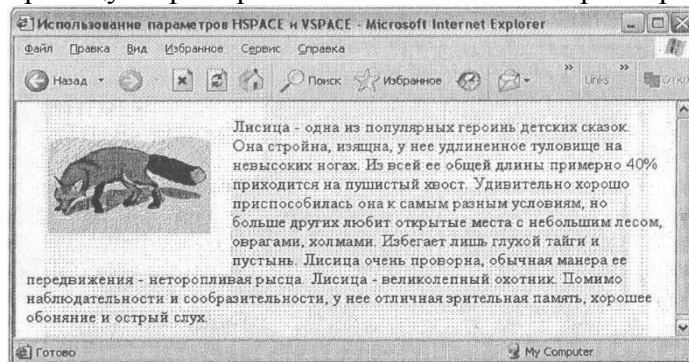 Использование параметров HSPACE и VSPACE - Microsoft Internet Explorer
Файл Правка Вид Избранное Сервис Справка
Назад Поиск Избранное » Links »
Лисица - одна из популярных героинь детских сказок.
Она стройна, изящна, у нее удлиненное туловище на
невысоких ногах. Из всей ее общей длины примерно 40%
приходится на пушистый хвост. Удивительно хорошо
приспособилась она к самым разным условиям, но
больше других любит открытые места с небольшим лесом,
оврагами, холмами. Избегает лишь глухой тайги и
пустынь. Лисица очень проворна, обычная манера ее
передвижения - неторопливая рысца. Лисица - великолепный охотник. Помимо
наблюдательности и сообразительности, у нее отличная зрительная память, хорошее
обоняние и острый слух.
Готово My Computer